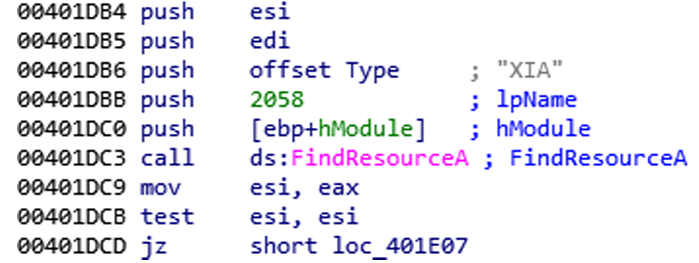 00401DB4 push esi
00401DB5 push edi
00401DB6 push offset Type ; "XIA"
00401DBB push 2058 ; lpName
00401DC0 push [ebp+hModule] ; hModule
00401DC3 call ds:FindResourceA ; FindResourceA
00401DC9 mov esi, eax
00401DCB test esi, esi
00401DCD jz short loc_401E07